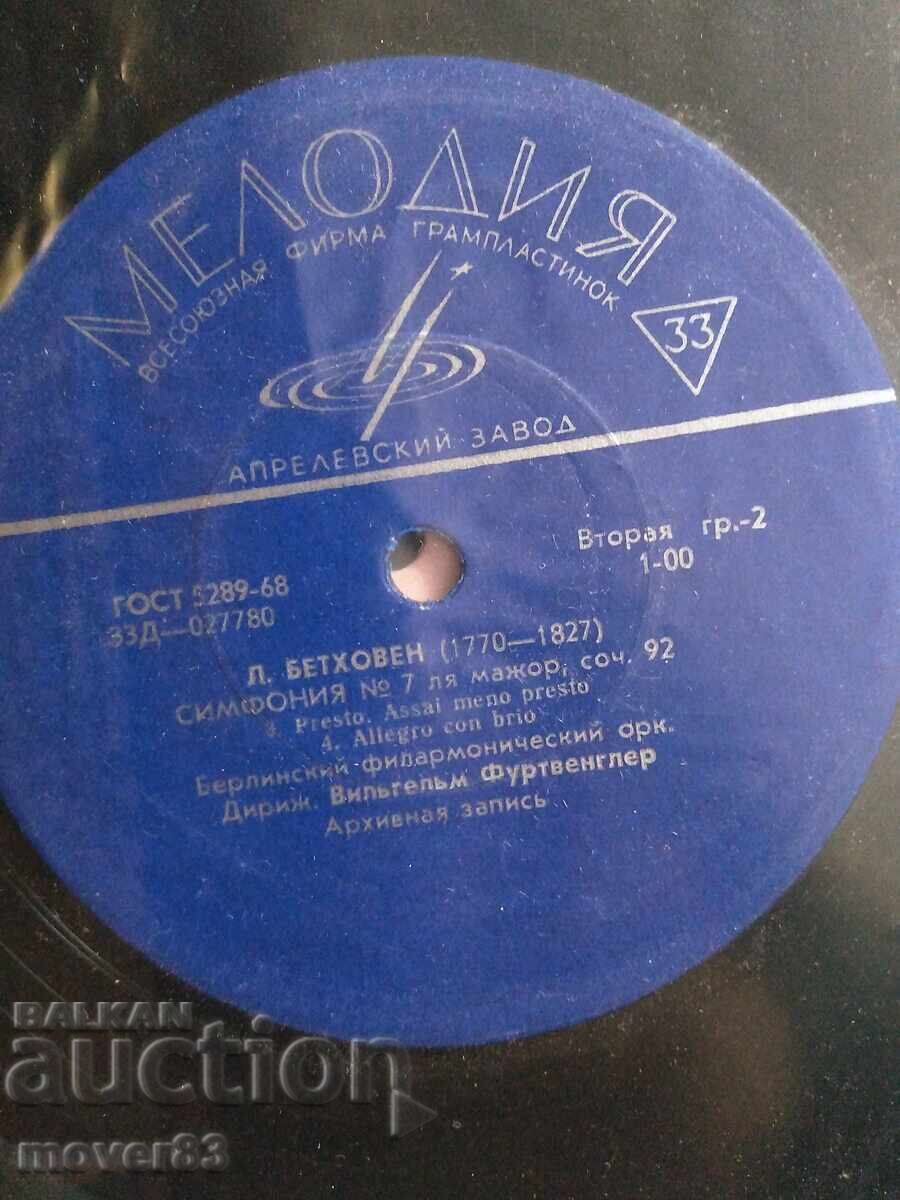 МЕЛОДИЯ
ВСЕСОЮЗНАЯ ФИРМА ГРАМПЛАСТИНОК
33
АПРЕЛЕВСКИЙ ЗАВОД
Вторая гр.-2
1-00
ГОСТ 5289-68
33Д—027780
Л. БЕТХОВЕН (1770—1827)
СИМФОНИЯ № 7 ля мажор, соч. 92
3. Presto. Assai meno presto
4. Allegro con brio
Берлинский филармонический орк.
Дириж. Вильгельм Фуртвенглер
Архивная запись
BALKAN
auction
mover83